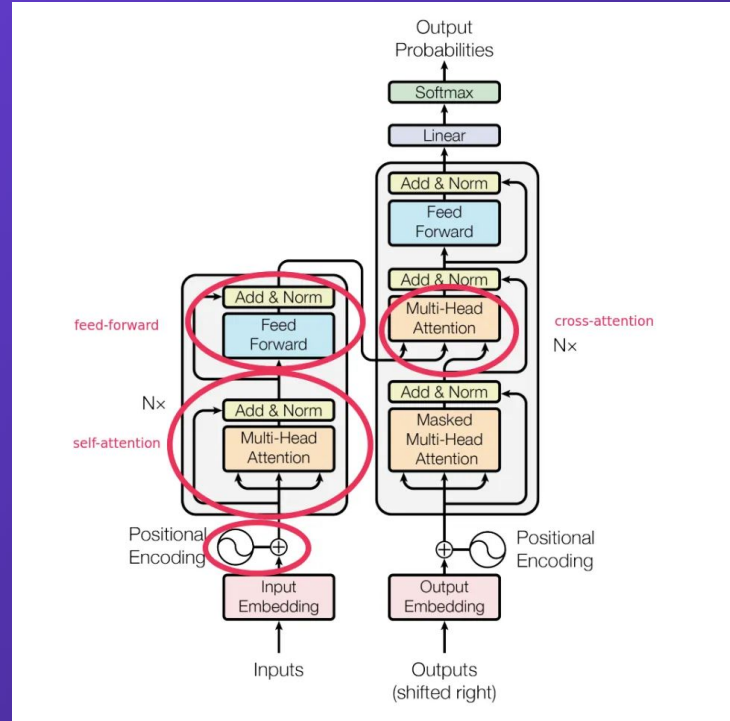 Output
Probabilities
Softmax
Linear
Add & Norm
Feed
Forward
Add & Norm
Multi-Head
Attention
cross-attention
N×
Add & Norm
Masked
Multi-Head
Attention
Positional
Encoding
Output
Embedding
Outputs
(shifted right)
feed-forward
Add & Norm
Feed
Forward
N×
self-attention
Add & Norm
Multi-Head
Attention
Positional
Encoding
Input
Embedding
Inputs